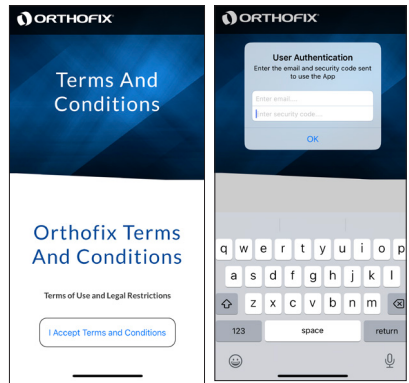 ORTHOFIX
Terms And
Conditions
Orthofix Terms
And Conditions
Terms of Use and Legal Restrictions
I Accept Terms and Conditions
ORTHOFIX
User Authentication
Enter the email and security code sent
to use the App
Enter email...
Enter security code...
OK
q w e r t y u i o p
a s d f g h j k l
z x c v b n m
123 space return